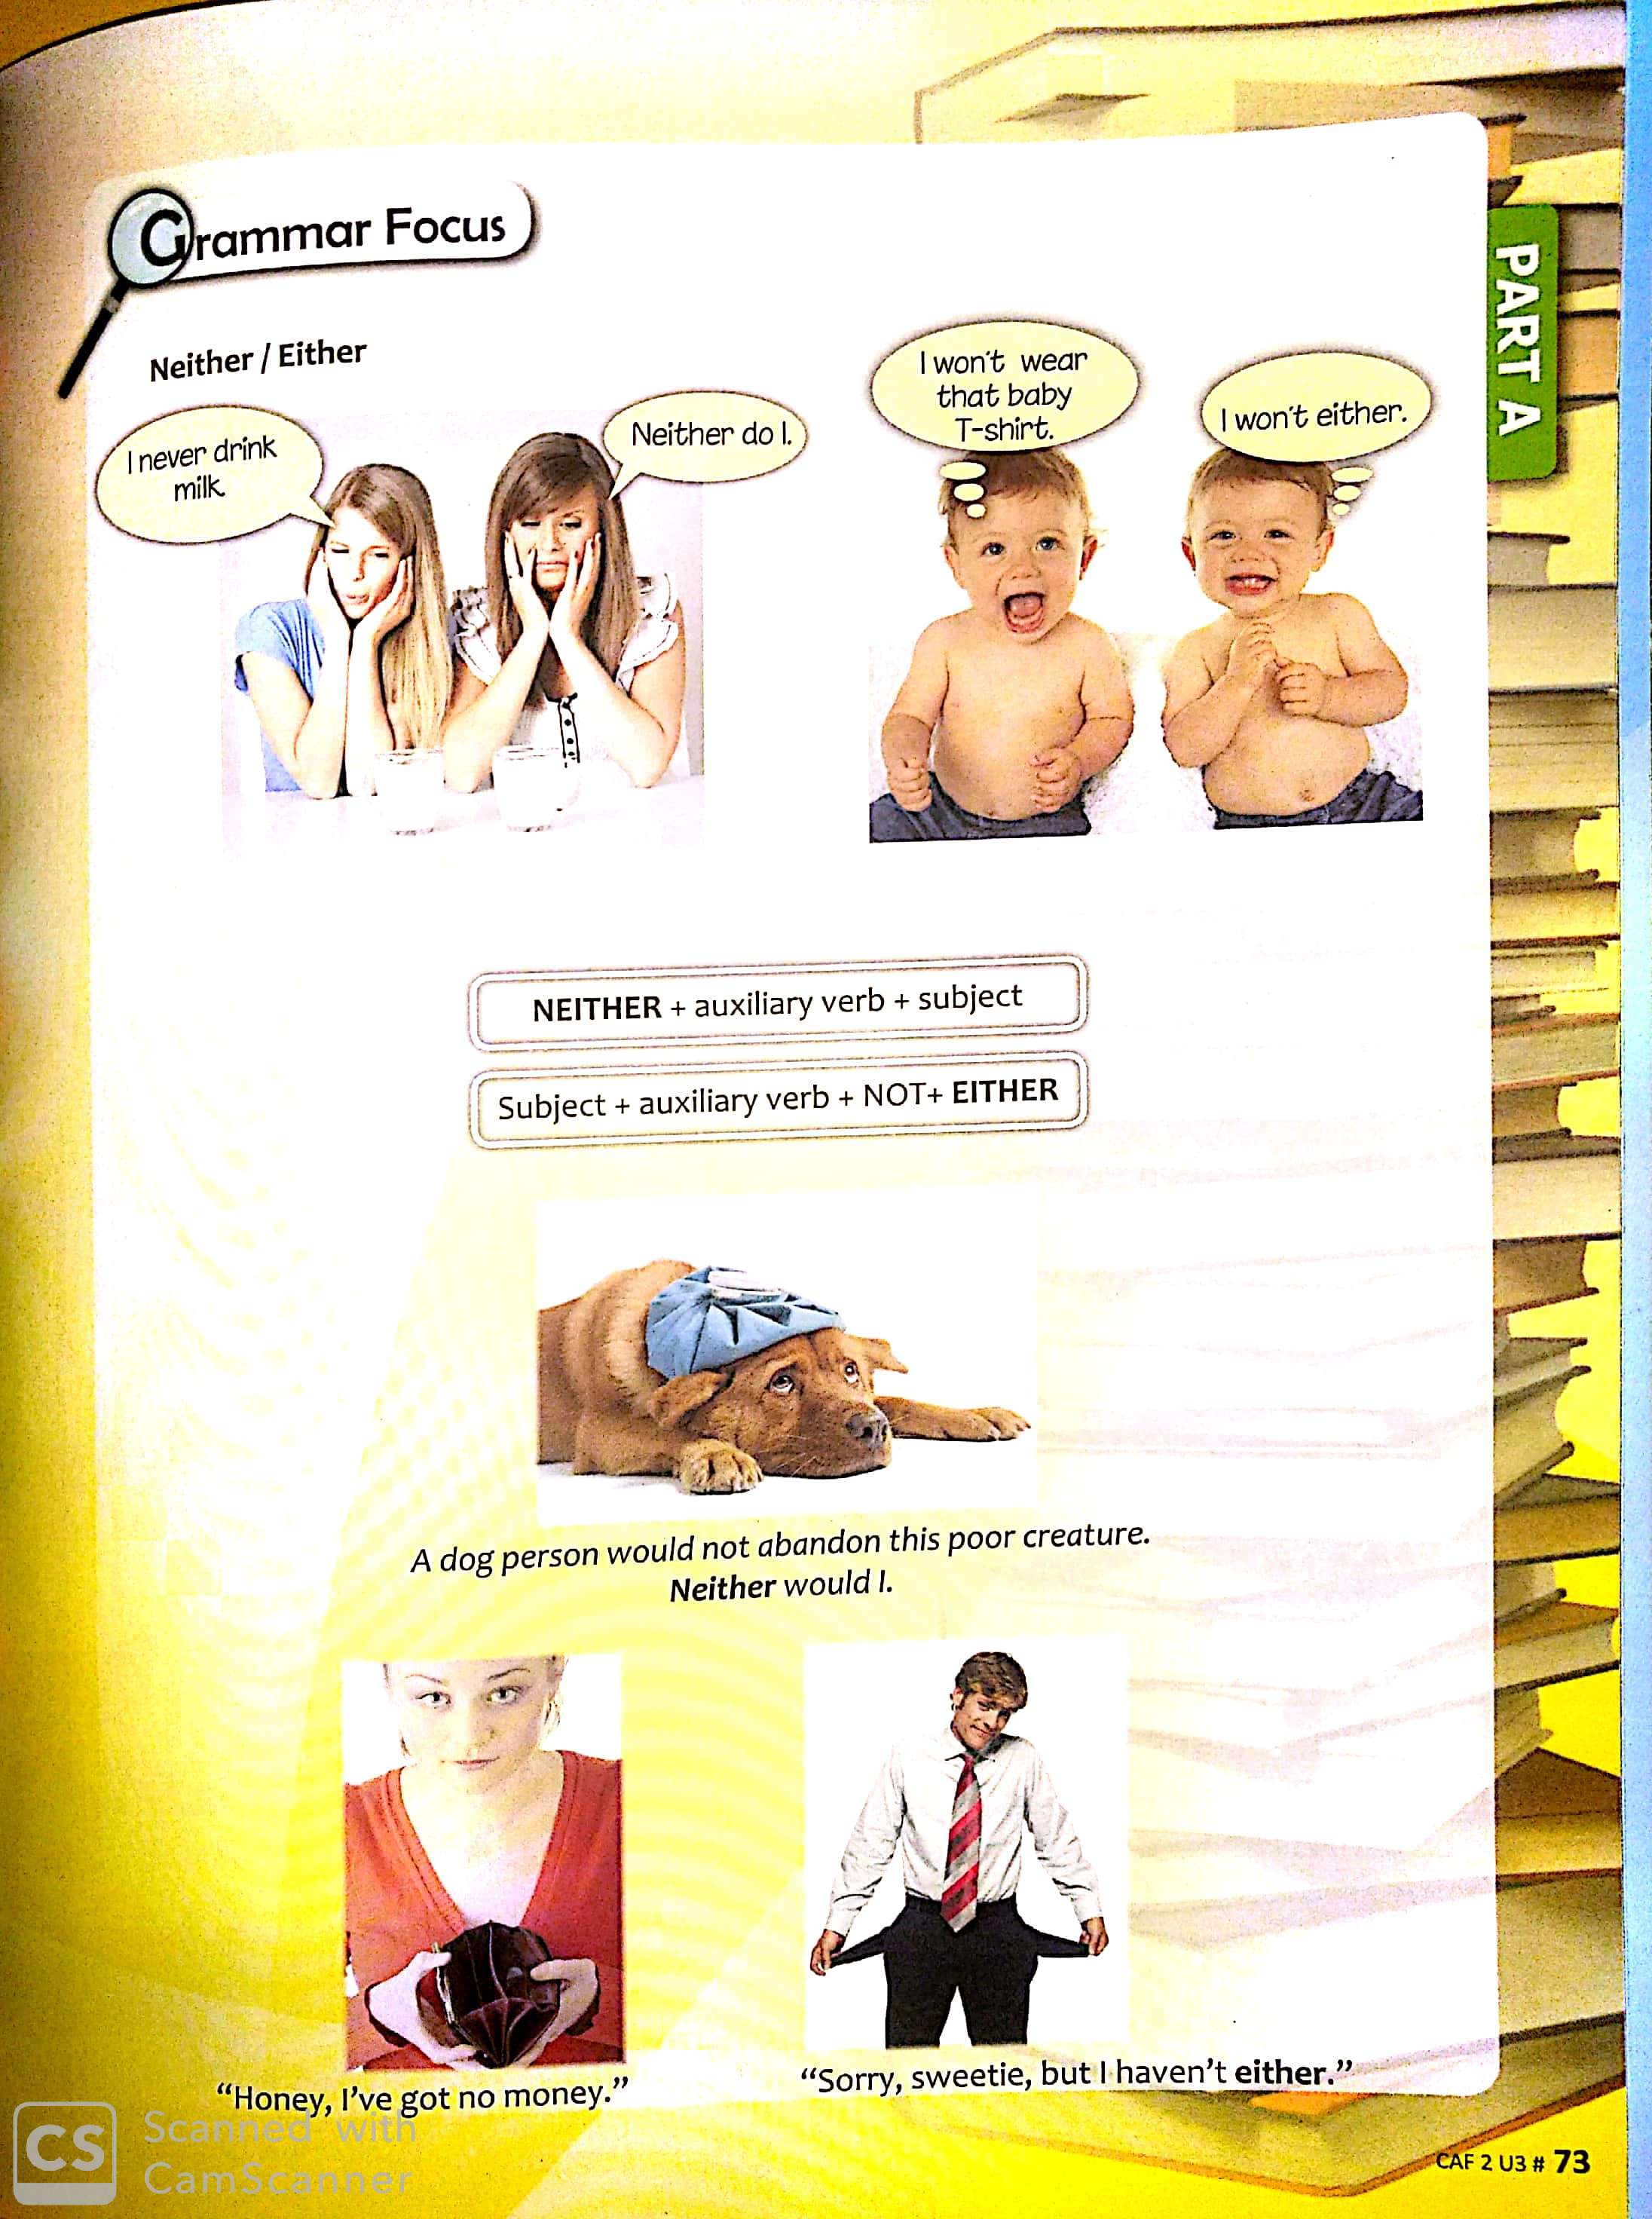 Grammar Focus
PART A
Neither / Either
I never drink
milk.
Neither do I.
I won't wear
that baby
T-shirt.
I won't either.
NEITHER + auxiliary verb + subject
Subject + auxiliary verb + NOT+ EITHER
A dog person would not abandon this poor creature.
Neither would I.
“Honey, I've got no money.”
“Sorry, sweetie, but I haven't either.”
CS Scanned with
CamScanner
CAF 2 U3 # 73